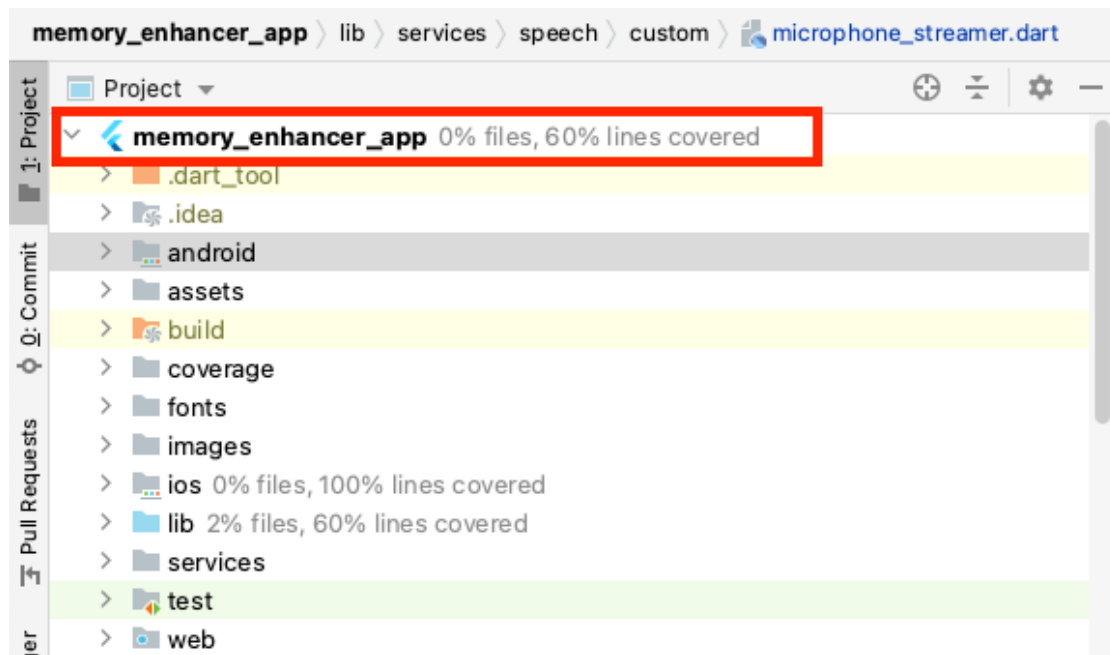 memory_enhancer_app lib services speech custom microphone_streamer.dart
1: Project
Project
memory_enhancer_app 0% files, 60% lines covered
.dart_tool
.idea
android
assets
0: Commit
build
coverage
fonts
images
Pull Requests
ios 0% files, 100% lines covered
lib 2% files, 60% lines covered
services
test
web